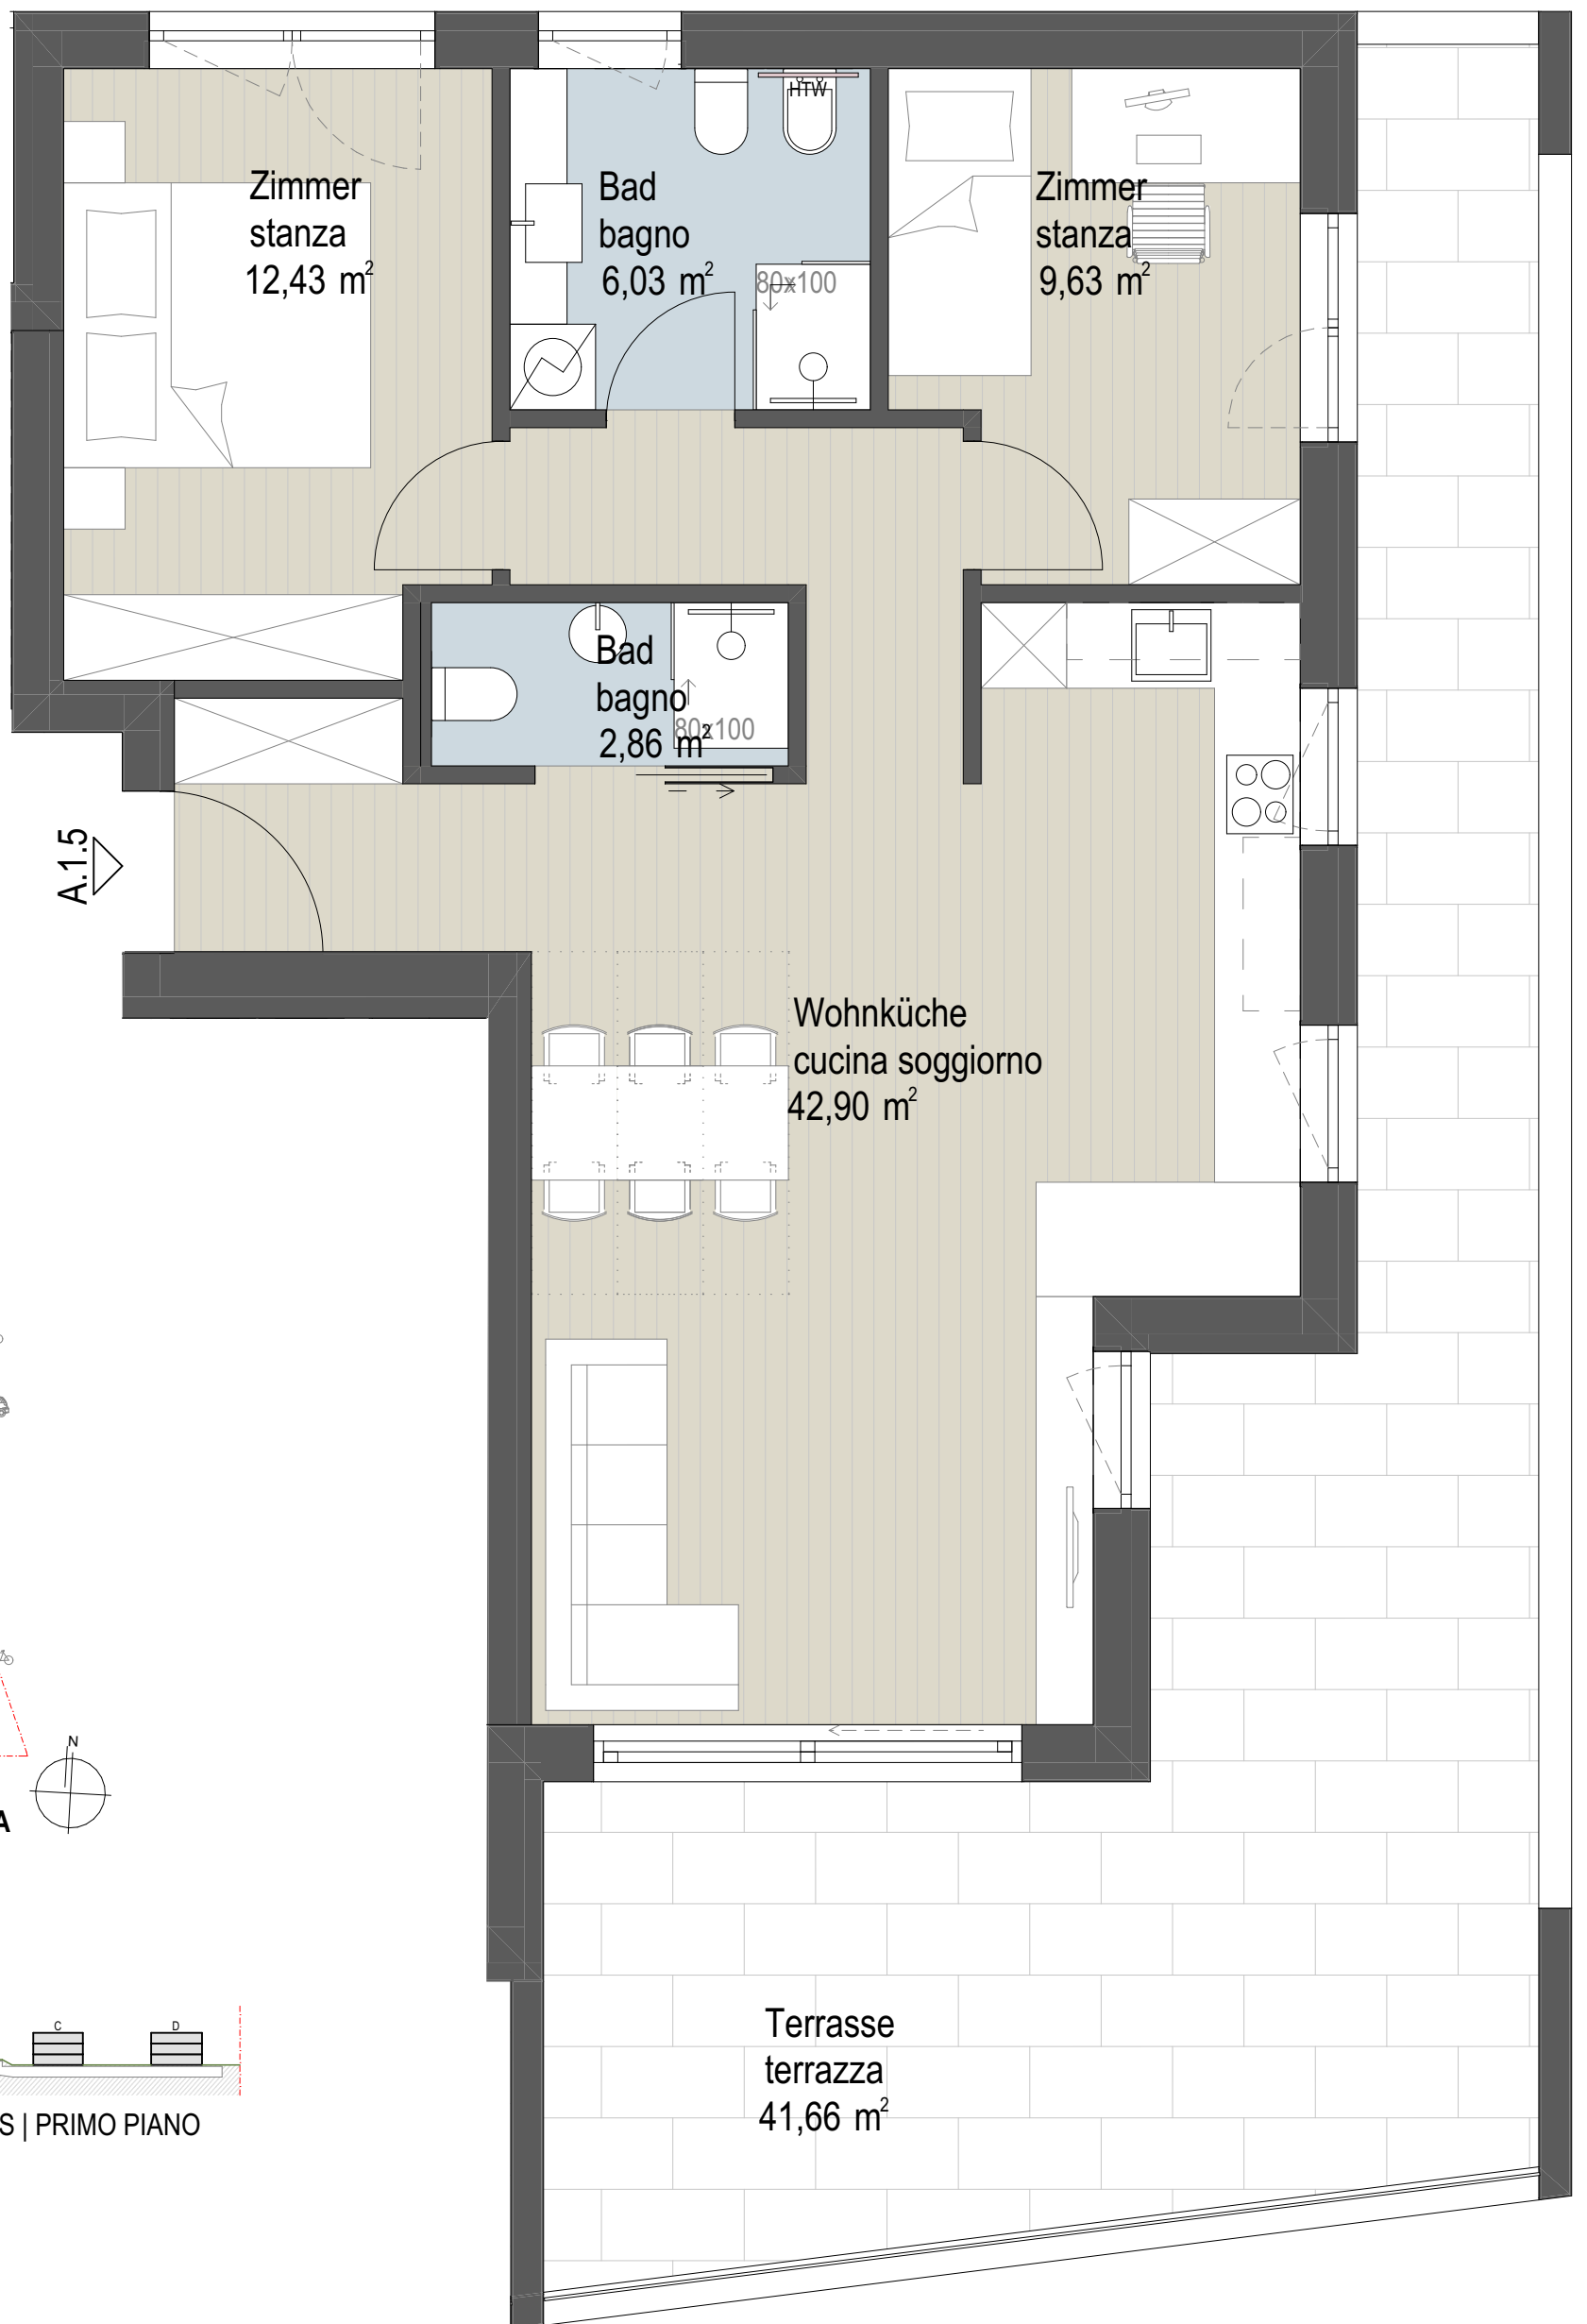 Zimmer
stanza
12,43 m²
Bad
bagno
6,03 m²
HTW
80x100
Zimmer
stanza
9,63 m²
Bad
bagno
2,86 m²
80x100
A.1.5
Wohnküche
cucina soggiorno
42,90 m²
N
A
C D
S | PRIMO PIANO
Terrasse
terrazza
41,66 m²